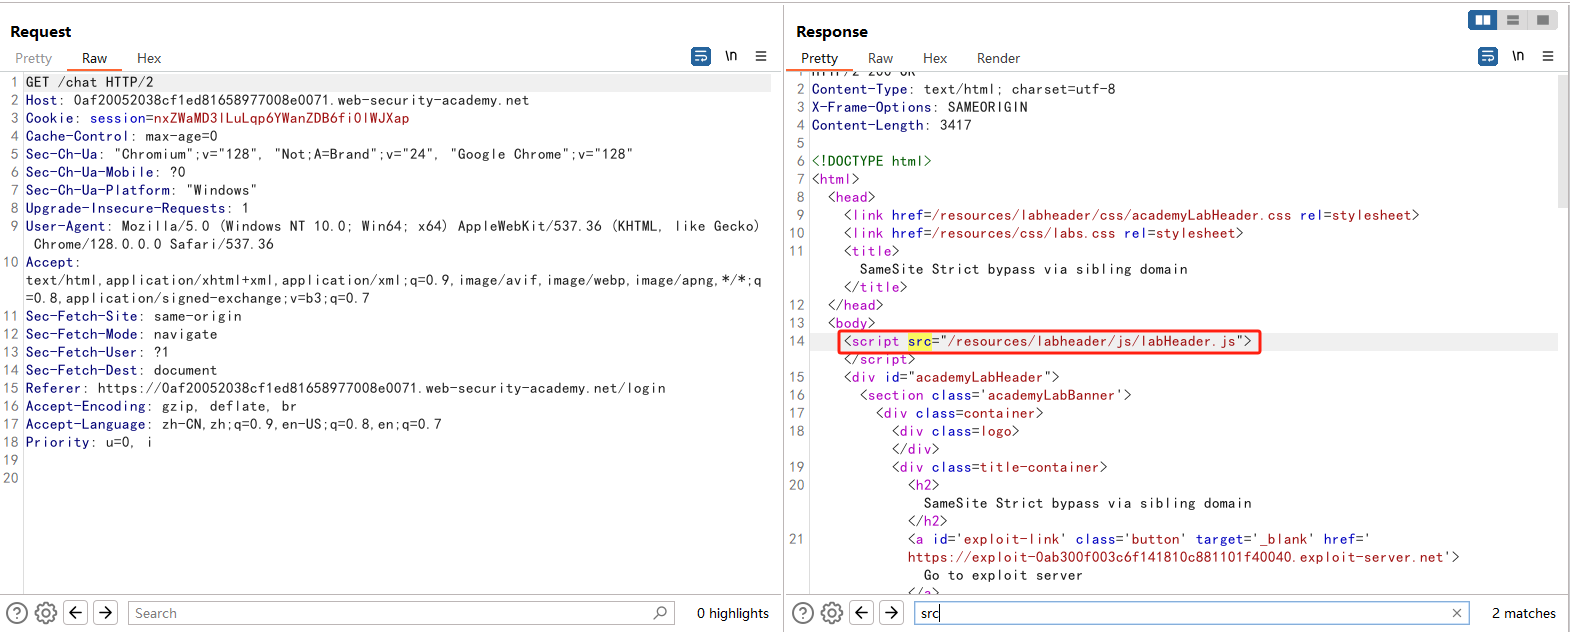 Request
Pretty Raw Hex \n
1 GET /chat HTTP/2
2 Host: 0af20052038cf1ed81658977008e0071.web-security-academy.net
3 Cookie: session=nxZWaMD3lLuLqp6YWanZDB6fi0lWJXap
4 Cache-Control: max-age=0
5 Sec-Ch-Ua: "Chromium";v="128", "Not;A=Brand";v="24", "Google Chrome";v="128"
6 Sec-Ch-Ua-Mobile: ?0
7 Sec-Ch-Ua-Platform: "Windows"
8 Upgrade-Insecure-Requests: 1
9 User-Agent: Mozilla/5.0 (Windows NT 10.0; Win64; x64) AppleWebKit/537.36 (KHTML, like Gecko)
Chrome/128.0.0.0 Safari/537.36
10 Accept:
text/html,application/xhtml+xml,application/xml;q=0.9,image/avif,image/webp,image/apng,*/*;q
=0.8,application/signed-exchange;v=b3;q=0.7
11 Sec-Fetch-Site: same-origin
12 Sec-Fetch-Mode: navigate
13 Sec-Fetch-User: ?1
14 Sec-Fetch-Dest: document
15 Referer: https://0af20052038cf1ed81658977008e0071.web-security-academy.net/login
16 Accept-Encoding: gzip, deflate, br
17 Accept-Language: zh-CN,zh;q=0.9,en-US;q=0.8,en;q=0.7
18 Priority: u=0, i
19
20
Search
0 highlights
Response
Pretty Raw Hex Render \n
1 HTTP/2 200 OK
2 Content-Type: text/html; charset=utf-8
3 X-Frame-Options: SAMEORIGIN
4 Content-Length: 3417
5
6 <!DOCTYPE html>
7 <html>
8 <head>
9 <link href=/resources/labheader/css/academyLabHeader.css rel=stylesheet>
10 <link href=/resources/css/labs.css rel=stylesheet>
11 <title>
SameSite Strict bypass via sibling domain
</title>
12 </head>
13 <body>
14 <script src="/resources/labheader/js/labHeader.js">
</script>
15 <div id="academyLabHeader">
16 <section class='academyLabBanner'>
17 <div class=container>
18 <div class=logo>
</div>
19 <div class=title-container>
20 <h2>
SameSite Strict bypass via sibling domain
</h2>
21 <a id='exploit-link' class='button' target='_blank' href='
https://exploit-0ab300f003c6f141810c881101f40040.exploit-server.net'>
Go to exploit server
</a>
src
2 matches